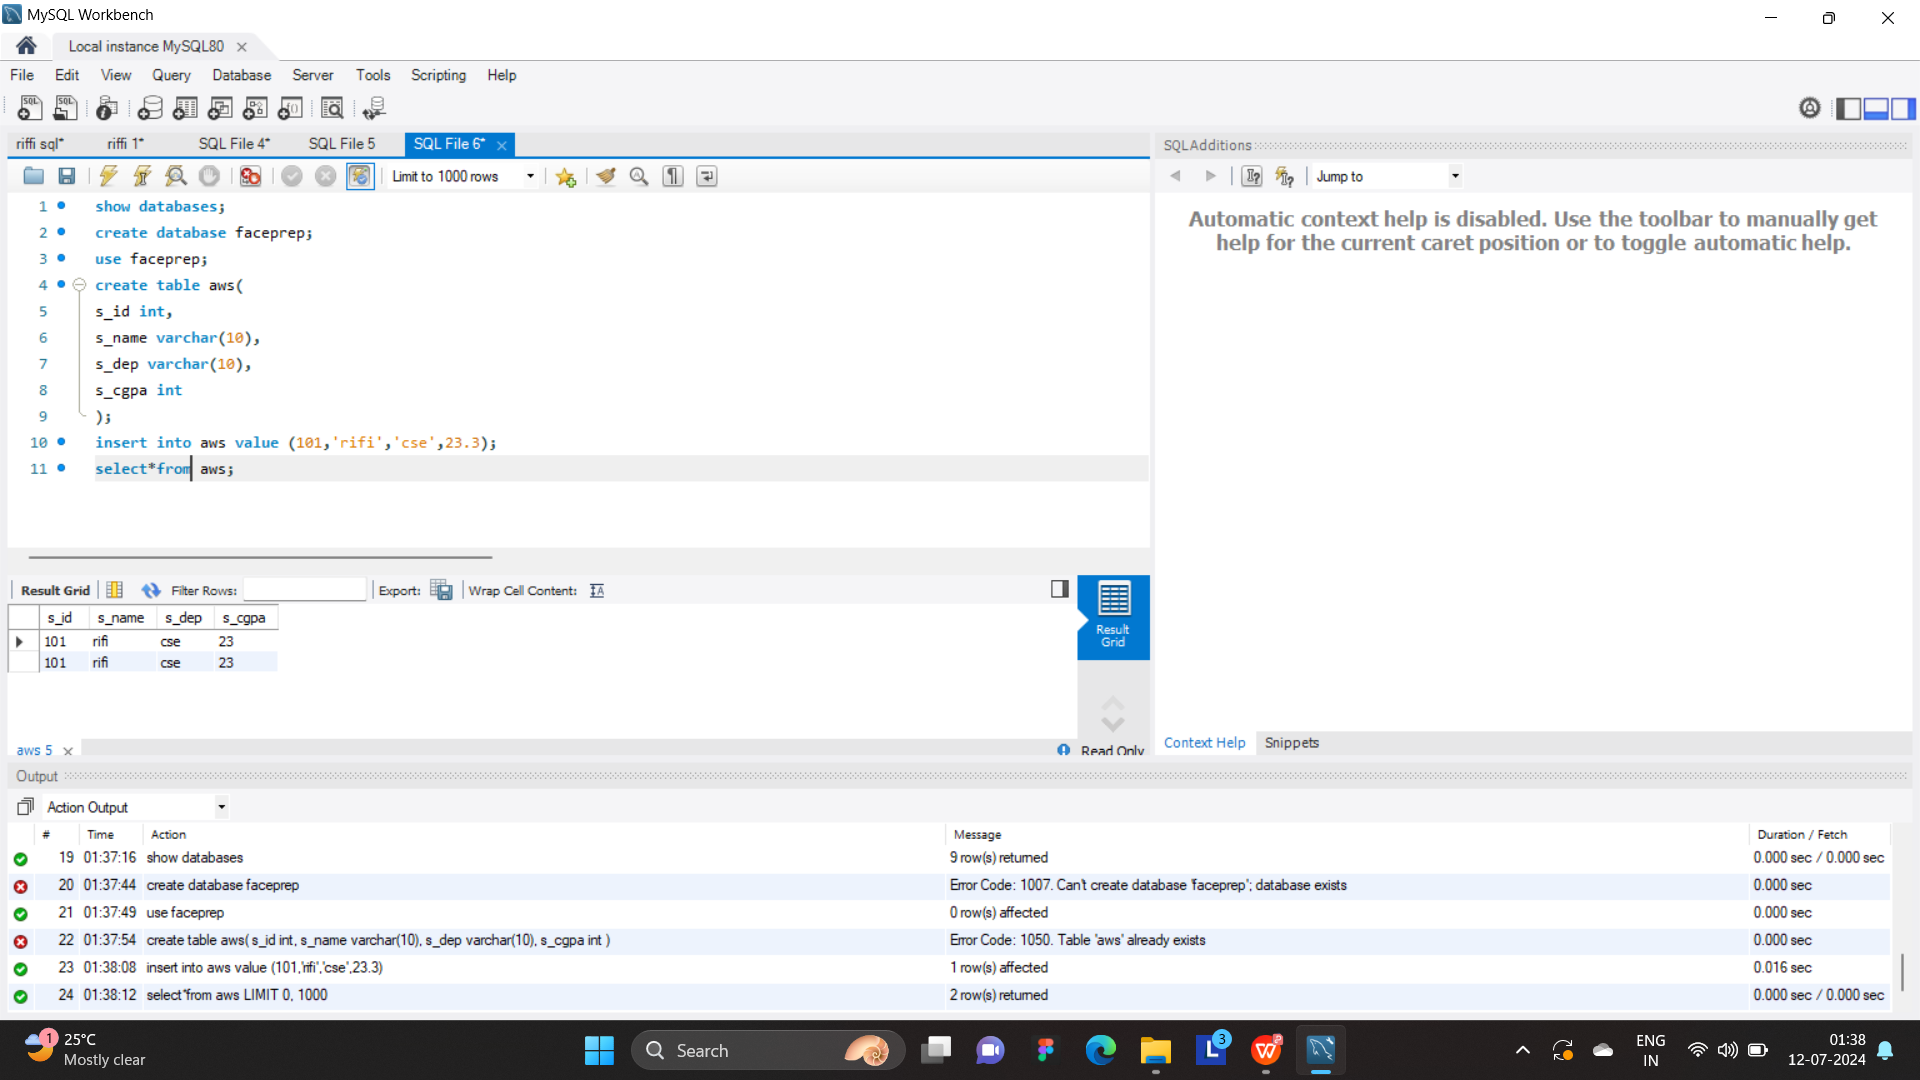 MySQL Workbench
Local instance MySQL80
File Edit View Query Database Server Tools Scripting Help
riffi sql* riffi 1* SQL File 4* SQL File 5 SQL File 6*
SQLAdditions
Limit to 1000 rows
Jump to
1 show databases;
2 create database faceprep;
3 use faceprep;
4 create table aws(
5 s_id int,
6 s_name varchar(10),
7 s_dep varchar(10),
8 s_cgpa int
9 );
10 insert into aws value (101,'rifi','cse',23.3);
11 select*from aws;
Automatic context help is disabled. Use the toolbar to manually get
help for the current caret position or to toggle automatic help.
Result Grid Filter Rows: Export: Wrap Cell Content:
s_id s_name s_dep s_cgpa
101 rifi cse 23
101 rifi cse 23
Result
Grid
aws 5
Read Only
Context Help Snippets
Output
Action Output
# Time Action Message Duration / Fetch
19 01:37:16 show databases 9 row(s) returned 0.000 sec / 0.000 sec
20 01:37:44 create database faceprep Error Code: 1007. Can't create database 'faceprep'; database exists 0.000 sec
21 01:37:49 use faceprep 0 row(s) affected 0.000 sec
22 01:37:54 create table aws( s_id int, s_name varchar(10), s_dep varchar(10), s_cgpa int ) Error Code: 1050. Table 'aws' already exists 0.000 sec
23 01:38:08 insert into aws value (101,'rifi','cse',23.3) 1 row(s) affected 0.016 sec
24 01:38:12 select*from aws LIMIT 0, 1000 2 row(s) returned 0.000 sec / 0.000 sec
1
25°C
Mostly clear
Search
3
ENG
IN
01:38
12-07-2024